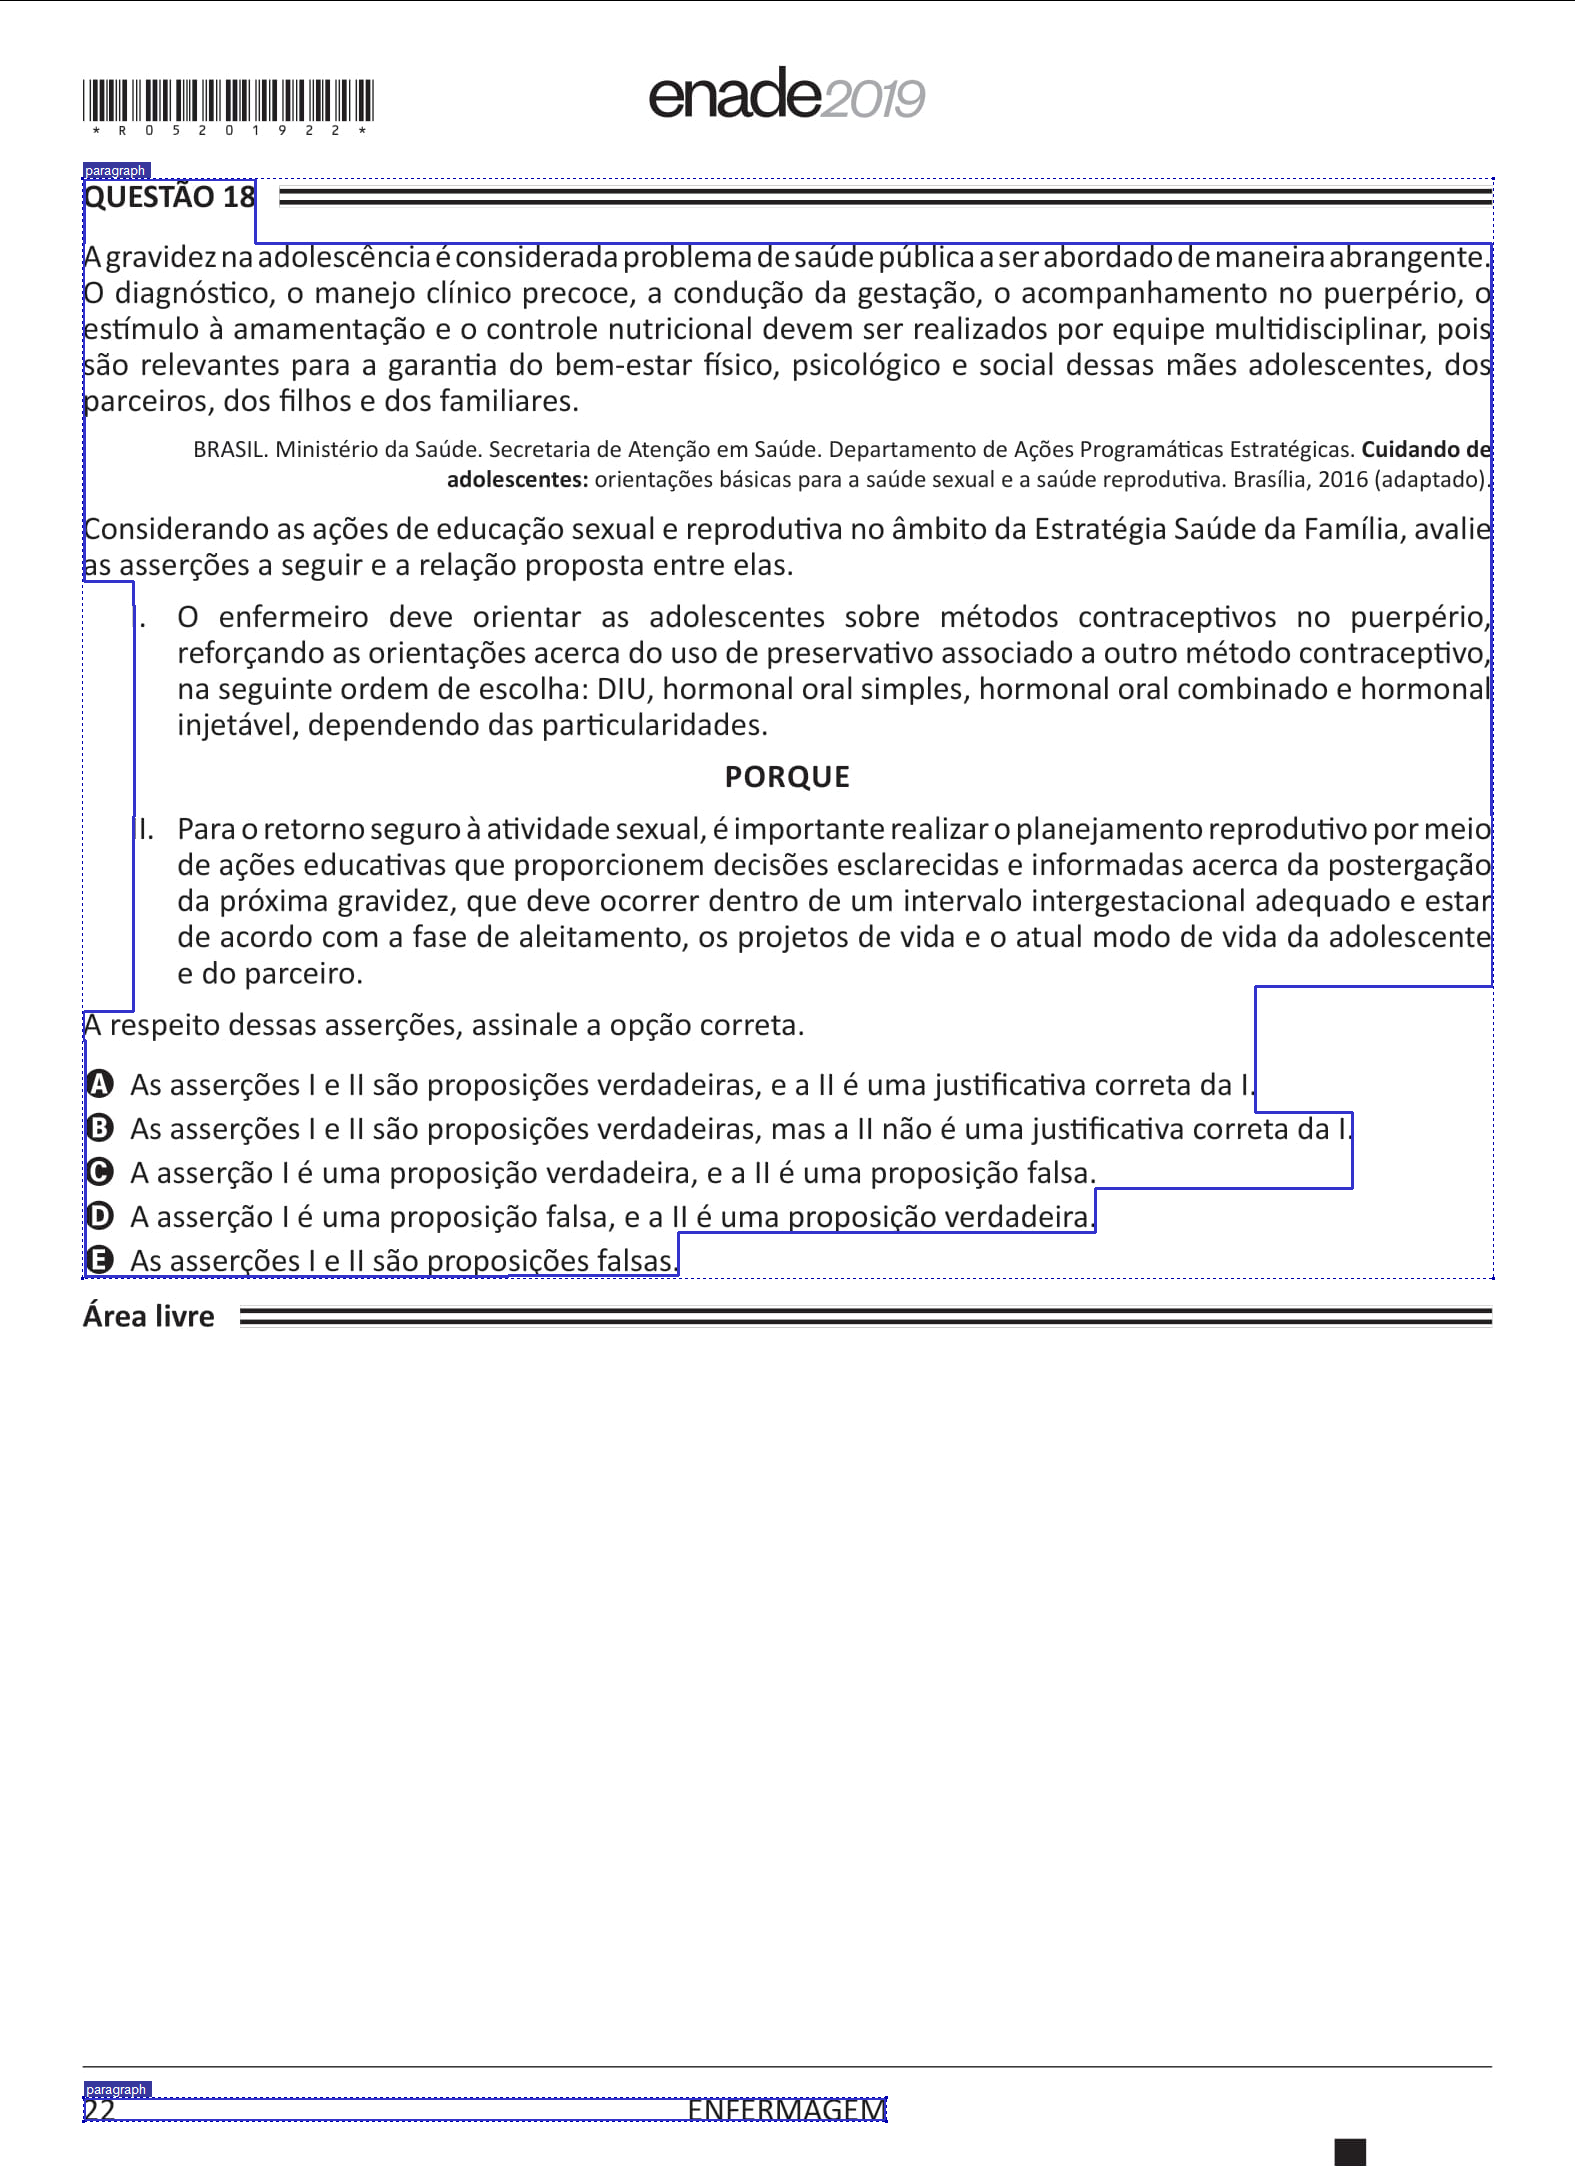 *R05201922*
enade2019
paragraph
QUESTÃO 18
A gravidez na adolescência é considerada problema de saúde pública a ser abordado de maneira abrangente.
O diagnóstico, o manejo clínico precoce, a condução da gestação, o acompanhamento no puerpério, o
estímulo à amamentação e o controle nutricional devem ser realizados por equipe multidisciplinar, pois
são relevantes para a garantia do bem-estar físico, psicológico e social dessas mães adolescentes, dos
parceiros, dos filhos e dos familiares.
BRASIL. Ministério da Saúde. Secretaria de Atenção em Saúde. Departamento de Ações Programáticas Estratégicas. Cuidando de
adolescentes: orientações básicas para a saúde sexual e a saúde reprodutiva. Brasília, 2016 (adaptado).
Considerando as ações de educação sexual e reprodutiva no âmbito da Estratégia Saúde da Família, avalie
as asserções a seguir e a relação proposta entre elas.
I. O enfermeiro deve orientar as adolescentes sobre métodos contraceptivos no puerpério,
reforçando as orientações acerca do uso de preservativo associado a outro método contraceptivo,
na seguinte ordem de escolha: DIU, hormonal oral simples, hormonal oral combinado e hormonal
injetável, dependendo das particularidades.
PORQUE
II. Para o retorno seguro à atividade sexual, é importante realizar o planejamento reprodutivo por meio
de ações educativas que proporcionem decisões esclarecidas e informadas acerca da postergação
da próxima gravidez, que deve ocorrer dentro de um intervalo intergestacional adequado e estar
de acordo com a fase de aleitamento, os projetos de vida e o atual modo de vida da adolescente
e do parceiro.
A respeito dessas asserções, assinale a opção correta.
A As asserções I e II são proposições verdadeiras, e a II é uma justificativa correta da I.
B As asserções I e II são proposições verdadeiras, mas a II não é uma justificativa correta da I.
C A asserção I é uma proposição verdadeira, e a II é uma proposição falsa.
D A asserção I é uma proposição falsa, e a II é uma proposição verdadeira.
E As asserções I e II são proposições falsas.
Área livre
paragraph
22 ENFERMAGEM